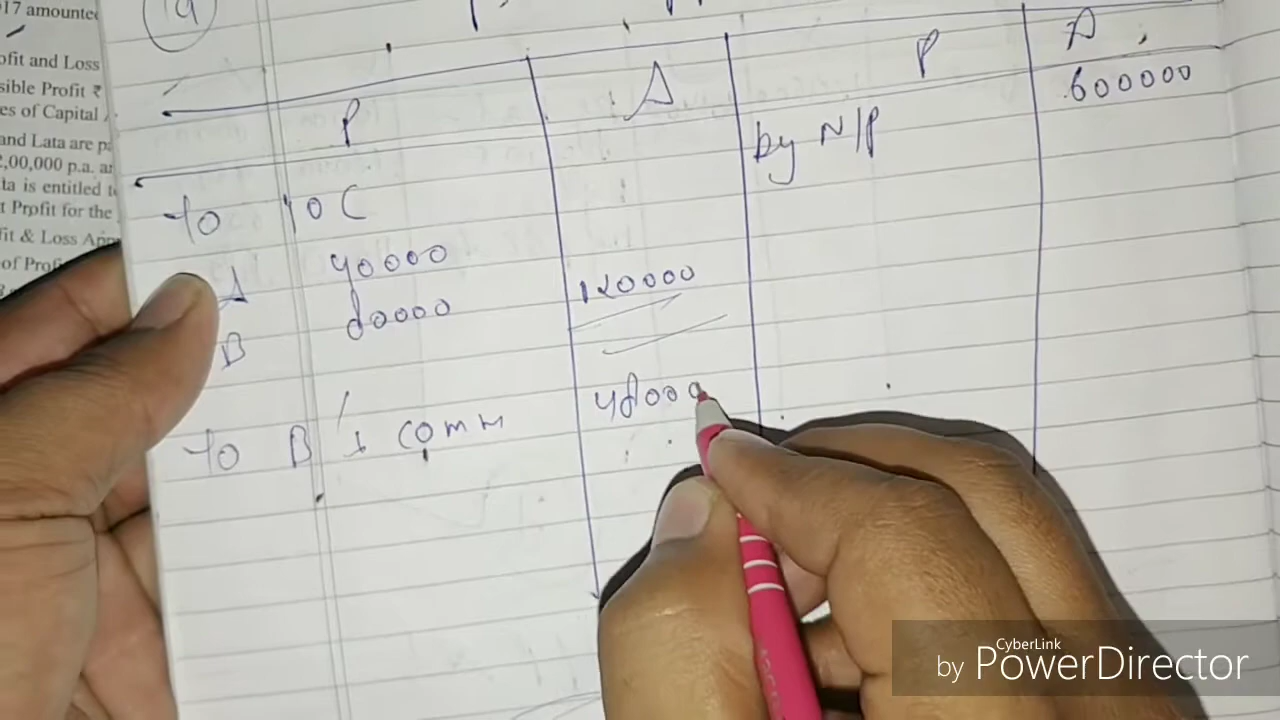 17 amounted
ofit and Loss
sible Profit ₹
es of Capital
and Lata are p
2,00,000 p.a. an
ta is entitled t
t Profit for the
fit & Loss App
of Prof
19
P A P A
by N/P 600000
To IOC
A 40000
B 80000 120000
To B's comm 48000
CyberLink
by PowerDirector